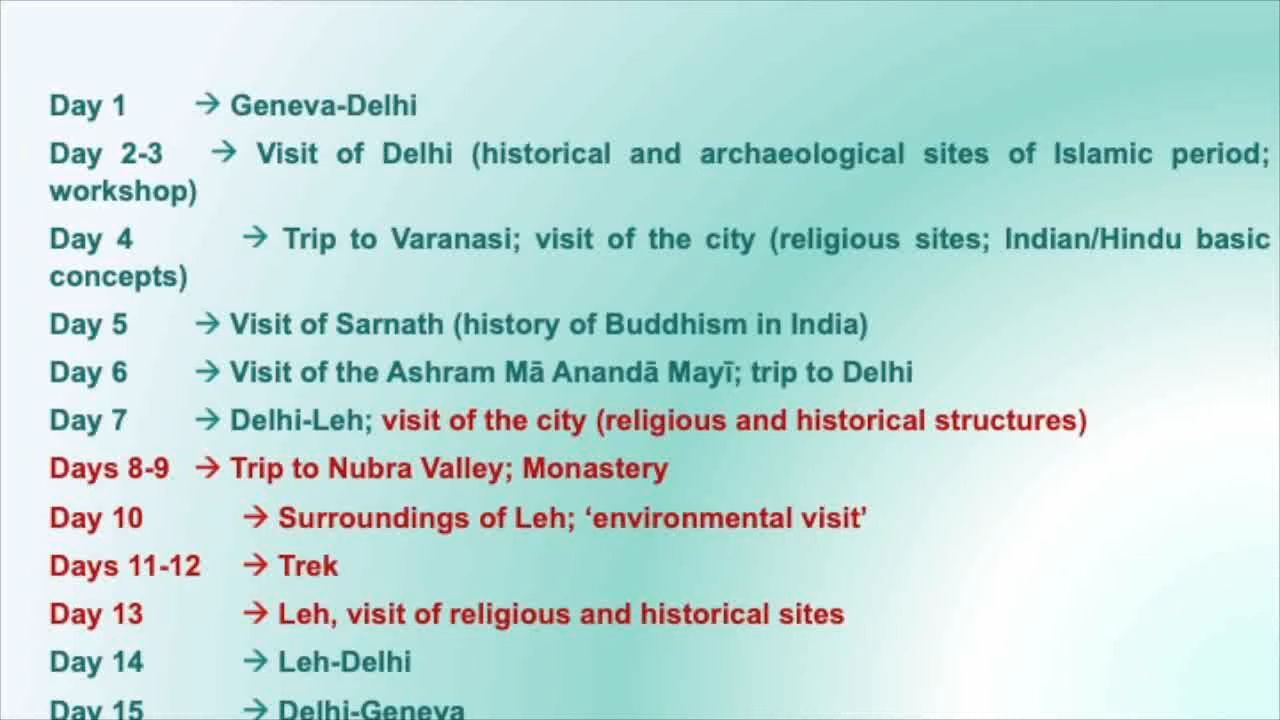 Day 1 → Geneva-Delhi
Day 2-3 → Visit of Delhi (historical and archaeological sites of Islamic period;
workshop)
Day 4 → Trip to Varanasi; visit of the city (religious sites; Indian/Hindu basic
concepts)
Day 5 → Visit of Sarnath (history of Buddhism in India)
Day 6 → Visit of the Ashram Mā Anandā Mayī; trip to Delhi
Day 7 → Delhi-Leh; visit of the city (religious and historical structures)
Days 8-9 → Trip to Nubra Valley; Monastery
Day 10 → Surroundings of Leh; ‘environmental visit’
Days 11-12 → Trek
Day 13 → Leh, visit of religious and historical sites
Day 14 → Leh-Delhi
Day 15 → Delhi-Geneva